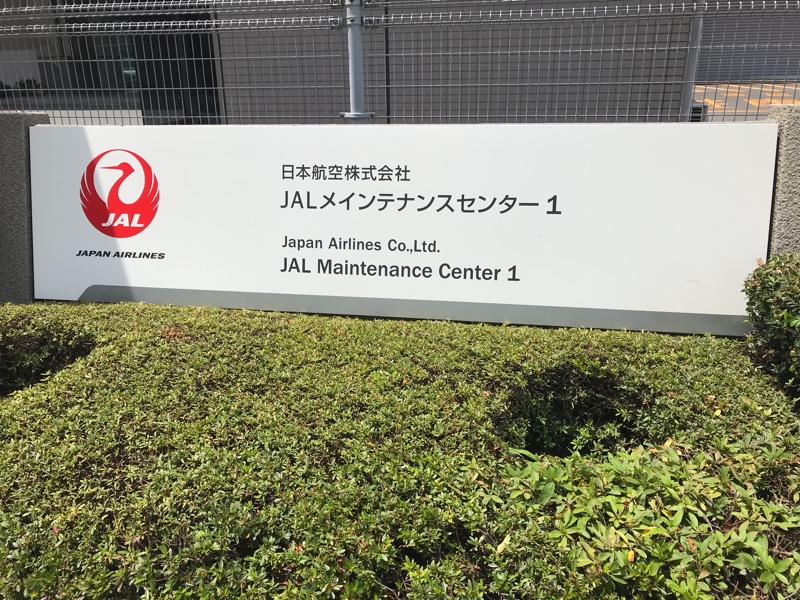 JAL
JAPAN AIRLINES
日本航空株式会社
JALメインテナンスセンター1
Japan Airlines Co.,Ltd.
JAL Maintenance Center 1